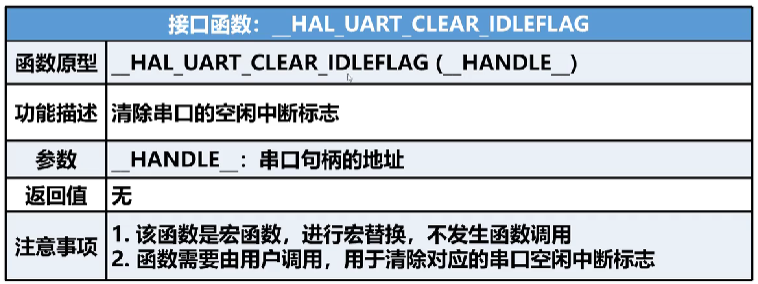 接口函数：__HAL_UART_CLEAR_IDLEFLAG
函数原型 __HAL_UART_CLEAR_IDLEFLAG (__HANDLE__)
功能描述 清除串口的空闲中断标志
参数 __HANDLE__：串口句柄的地址
返回值 无
注意事项 1. 该函数是宏函数，进行宏替换，不发生函数调用
2. 函数需要由用户调用，用于清除对应的串口空闲中断标志